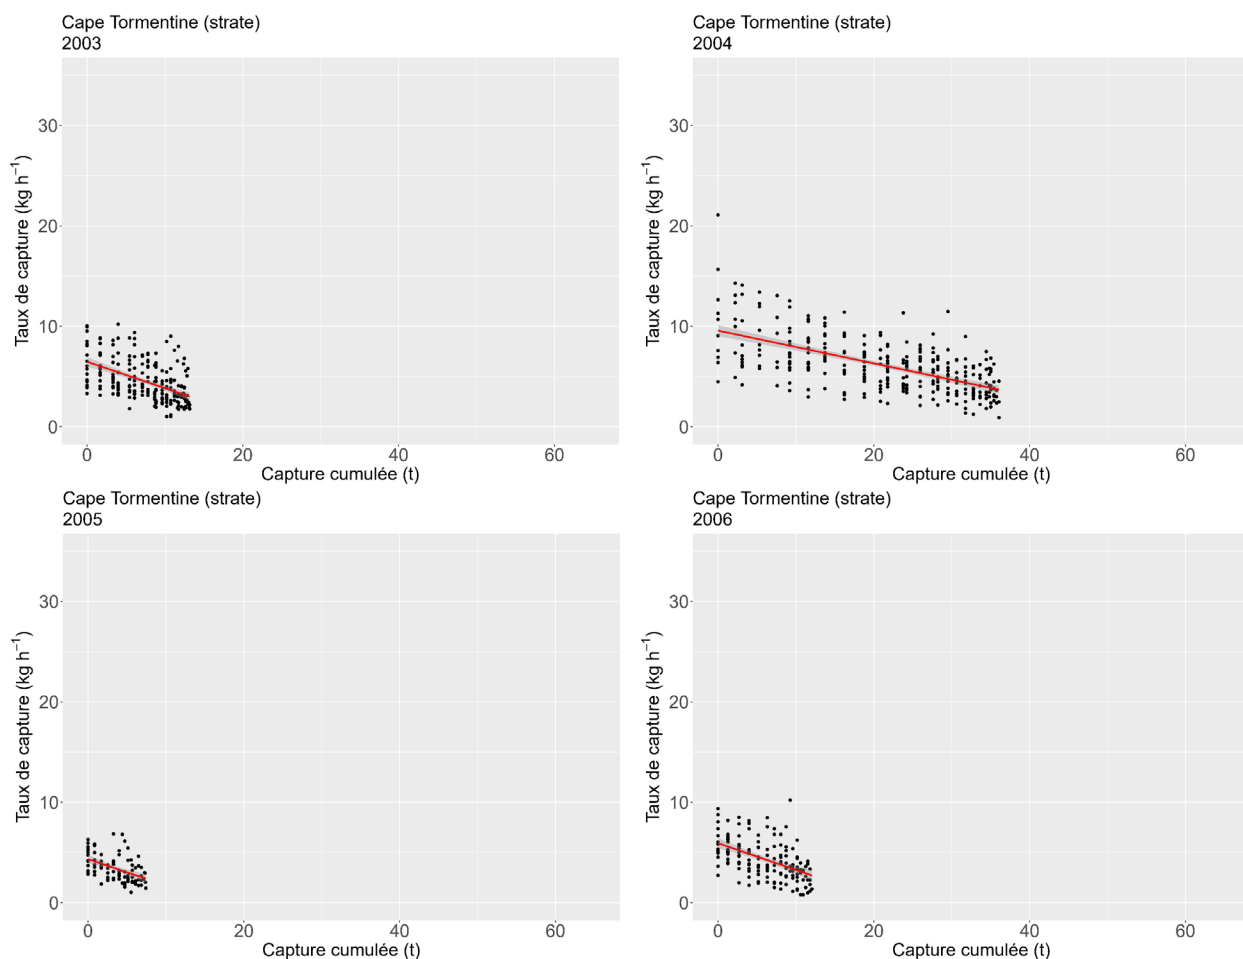 Cape Tormentine (strate)
2003
30
20
10
0
Taux de capture (kg h⁻¹)
0 20 40 60
Capture cumulée (t)
Cape Tormentine (strate)
2004
30
20
10
0
Taux de capture (kg h⁻¹)
0 20 40 60
Capture cumulée (t)
Cape Tormentine (strate)
2005
30
20
10
0
Taux de capture (kg h⁻¹)
0 20 40 60
Capture cumulée (t)
Cape Tormentine (strate)
2006
30
20
10
0
Taux de capture (kg h⁻¹)
0 20 40 60
Capture cumulée (t)